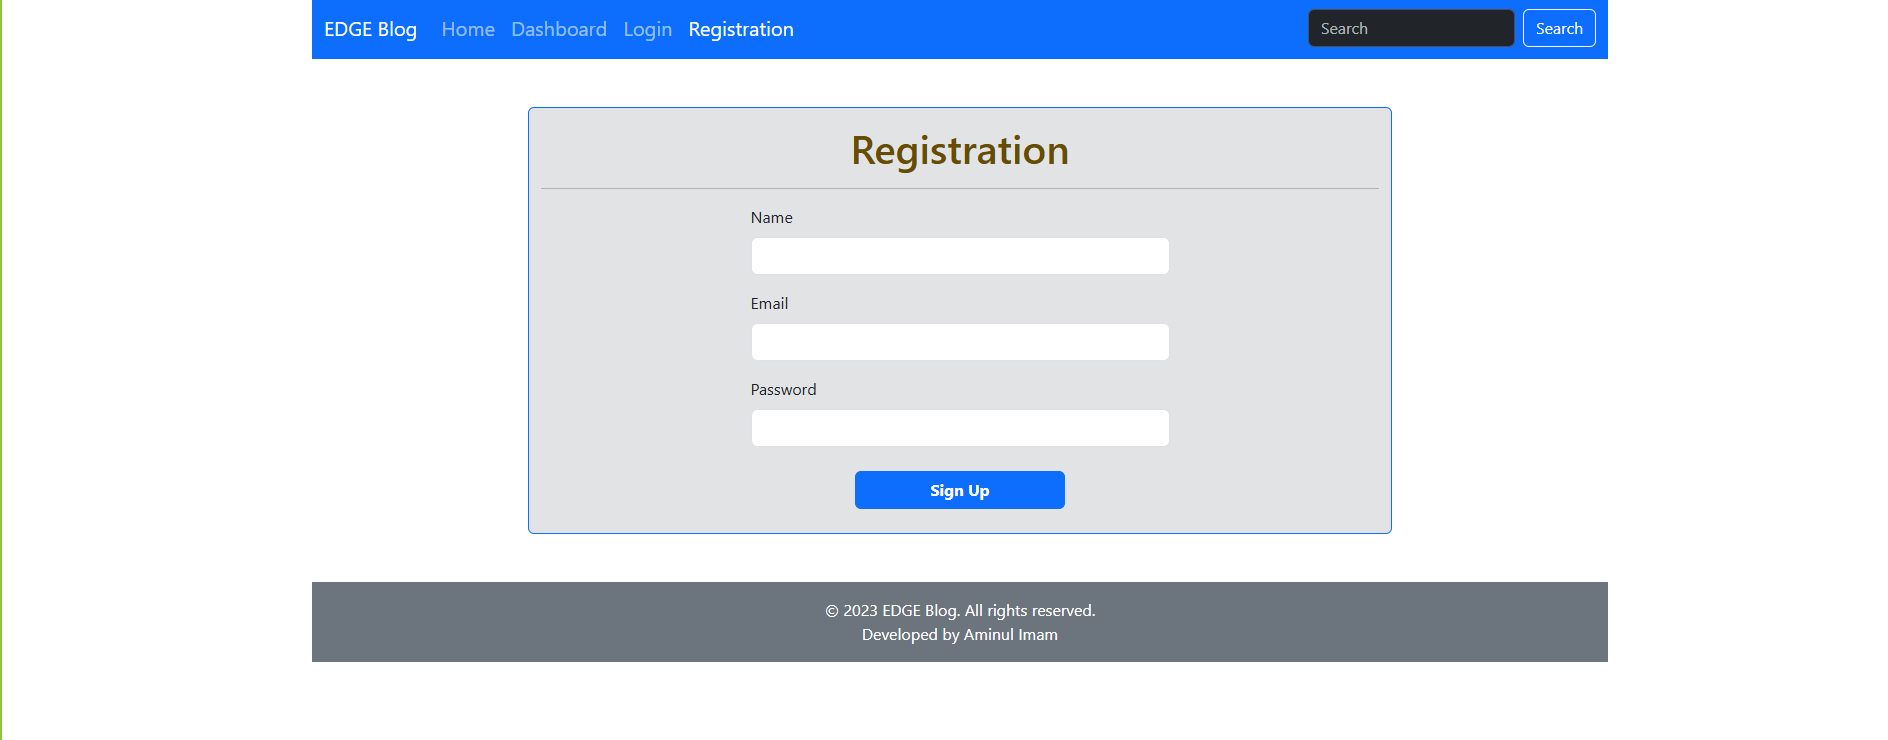 EDGE Blog Home Dashboard Login Registration Search Search
Registration
Name
Email
Password
Sign Up
© 2023 EDGE Blog. All rights reserved.
Developed by Aminul Imam